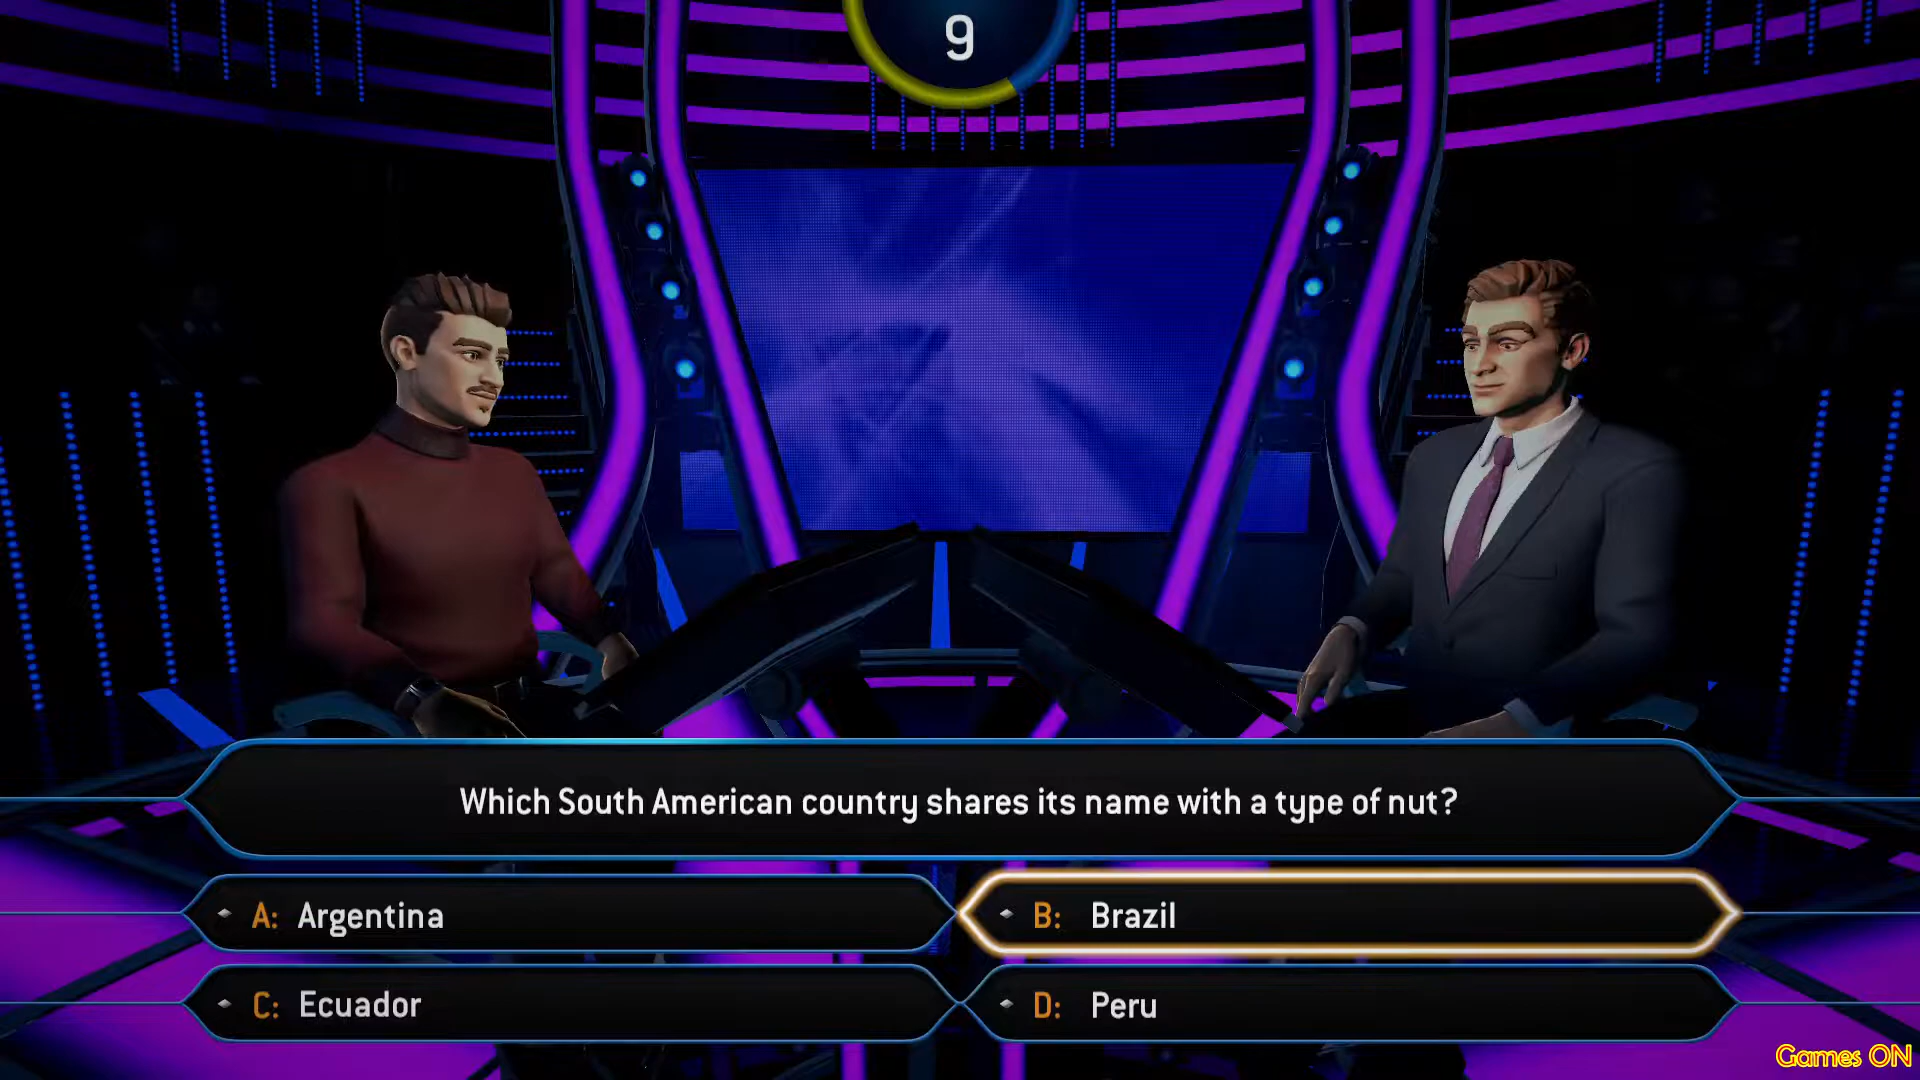 9
Which South American country shares its name with a type of nut?
A: Argentina
B: Brazil
C: Ecuador
D: Peru
Games ON